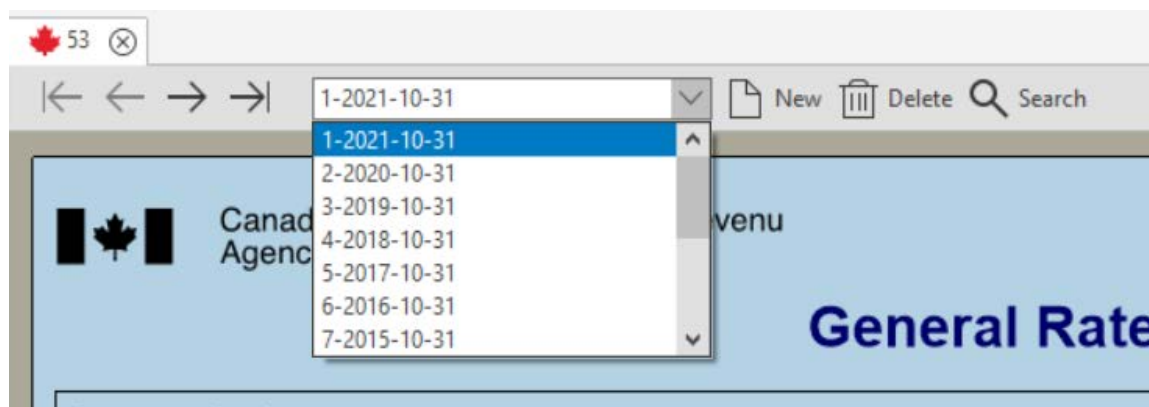 53
1-2021-10-31 New Delete Search
1-2021-10-31
2-2020-10-31
3-2019-10-31
4-2018-10-31
5-2017-10-31
6-2016-10-31
7-2015-10-31
Canad
Agenc
venu
General Rate